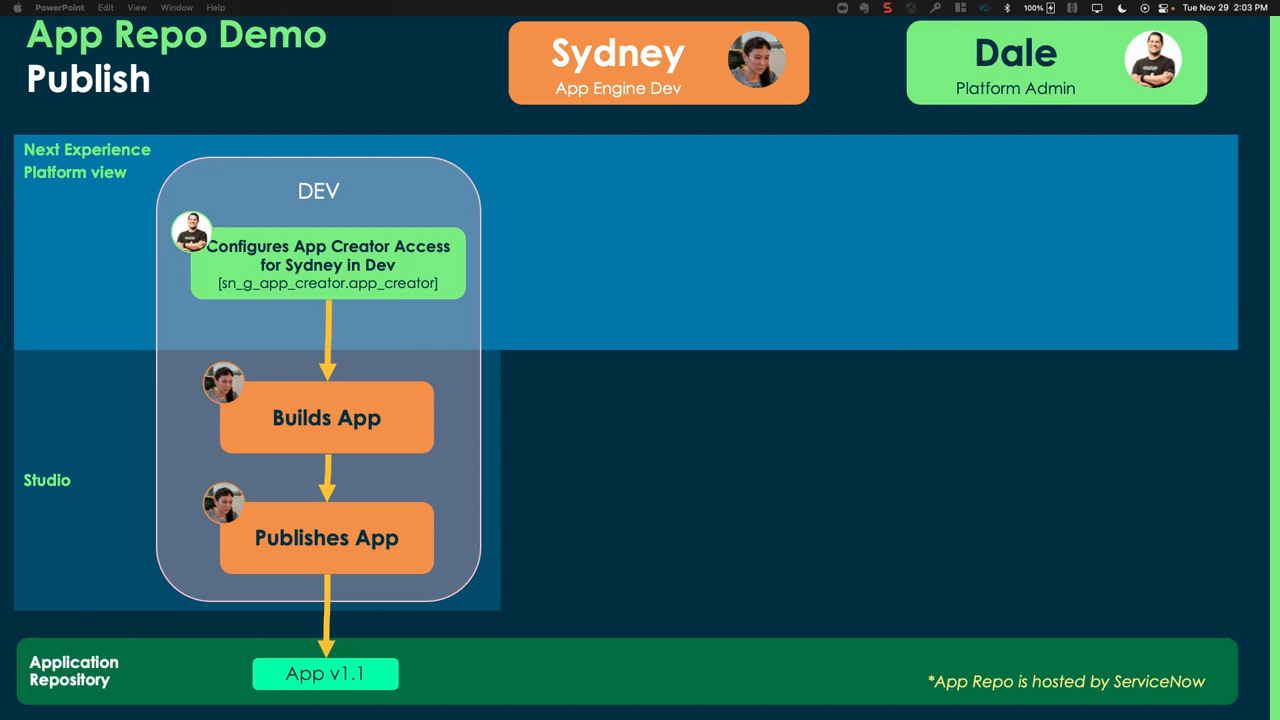 PowerPoint Edit View Window Help
100% Tue Nov 29 2:03 PM
App Repo Demo
Publish
Sydney
App Engine Dev
Dale
Platform Admin
Next Experience
Platform view
DEV
Configures App Creator Access
for Sydney in Dev
[sn_g_app_creator.app_creator]
Builds App
Studio
Publishes App
Application
Repository
App v1.1
*App Repo is hosted by ServiceNow